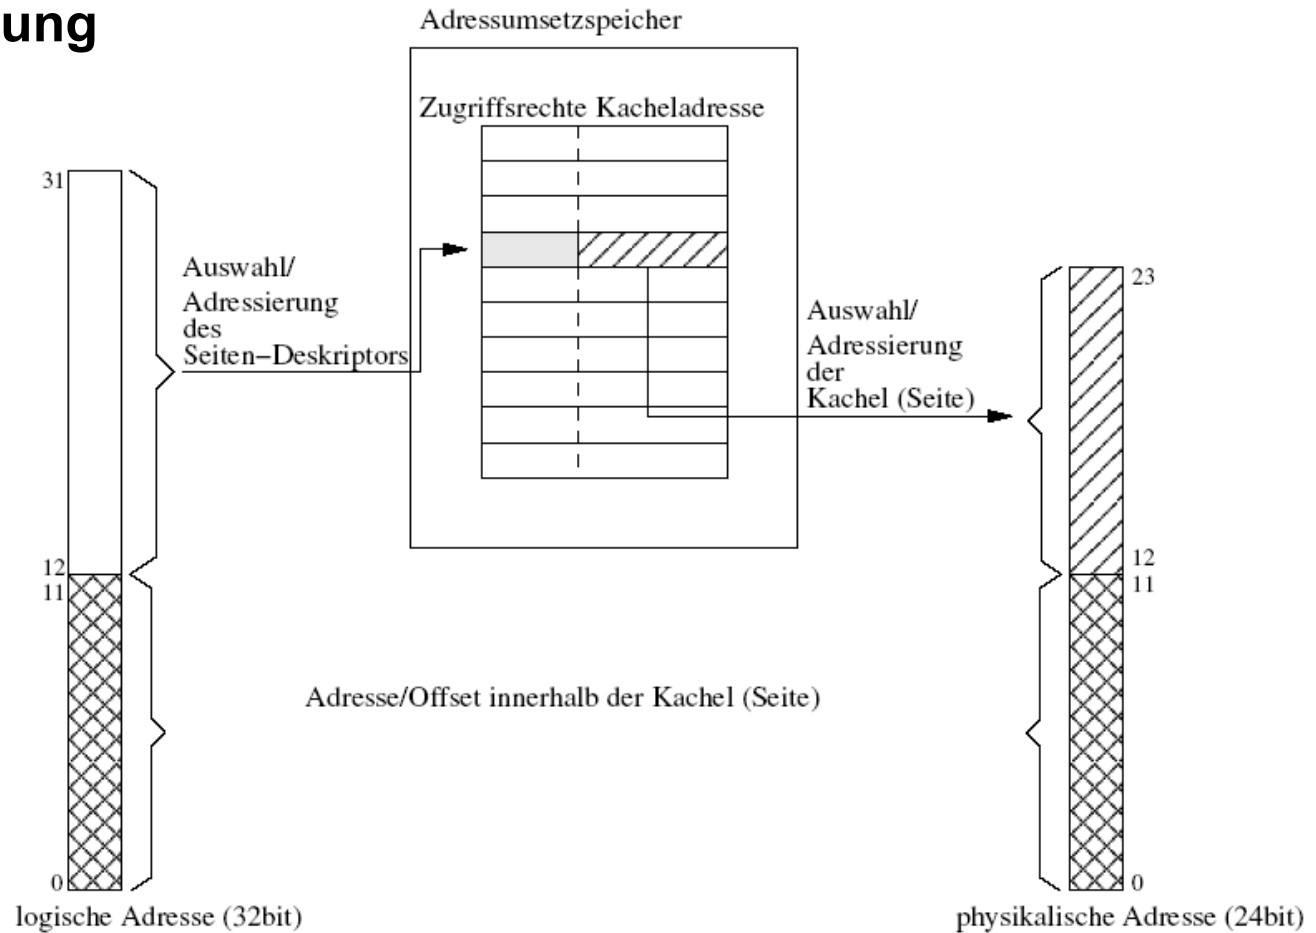 ung
Adressumsetzspeicher
Zugriffsrechte Kacheladresse
31
Auswahl/
Adressierung
des
Seiten−Deskriptors
12
11
0
logische Adresse (32bit)
Auswahl/
Adressierung
der
Kachel (Seite)
Adresse/Offset innerhalb der Kachel (Seite)
23
12
11
0
physikalische Adresse (24bit)